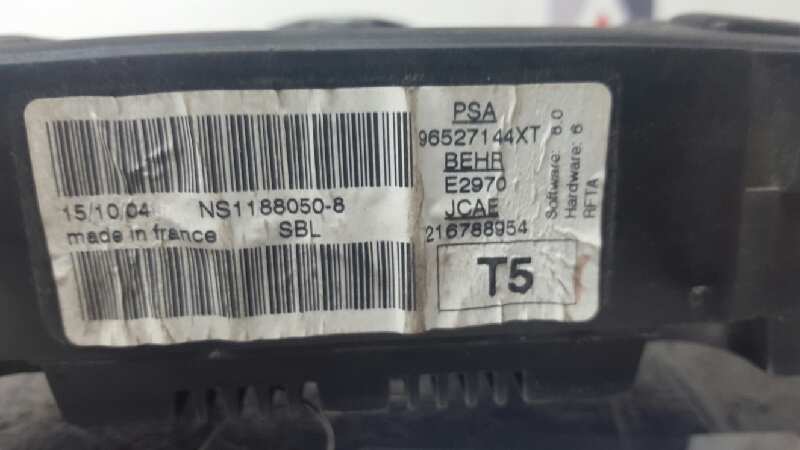 15/10/04 NS1188050-8
made in france SBL
PSA
96527144XT
BEHR
E2970
JCAE
216788954
T5
Software: 8.0
Hardware: 6
RFTA